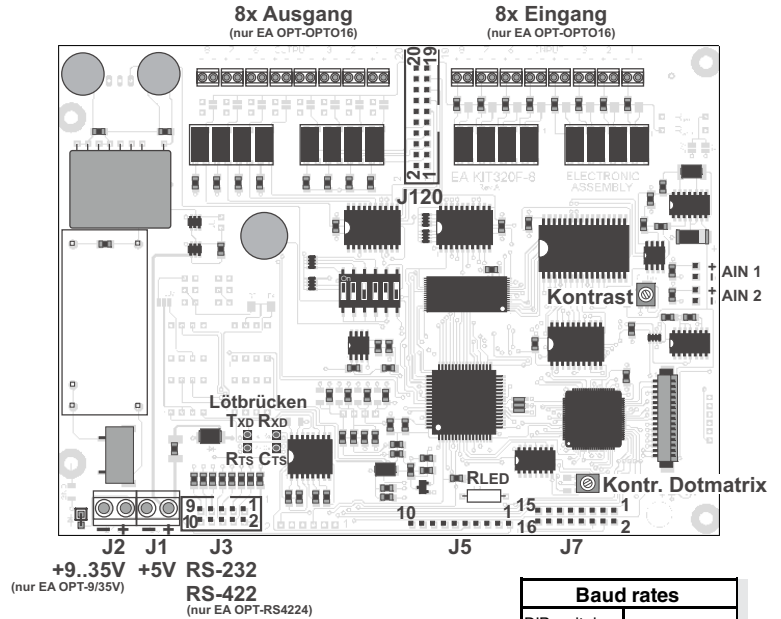 8x Ausgang
(nur EA OPT-OPTO16)
8x Eingang
(nur EA OPT-OPTO16)
20
19
2
1
J120
EA KIT320F-8
ELECTRONIC
ASSEMBLY
AIN 1
AIN 2
Kontrast
Lötbrücken
TXD RXD
RTS CTS
RLED
Kontr. Dotmatrix
9
1
10
2
10
1
15
1
16
2
J2
J1
J3
J5
J7
+9..35V
+5V
RS-232
(nur EA OPT-9/35V)
RS-422
(nur EA OPT-RS4224)
Baud rates